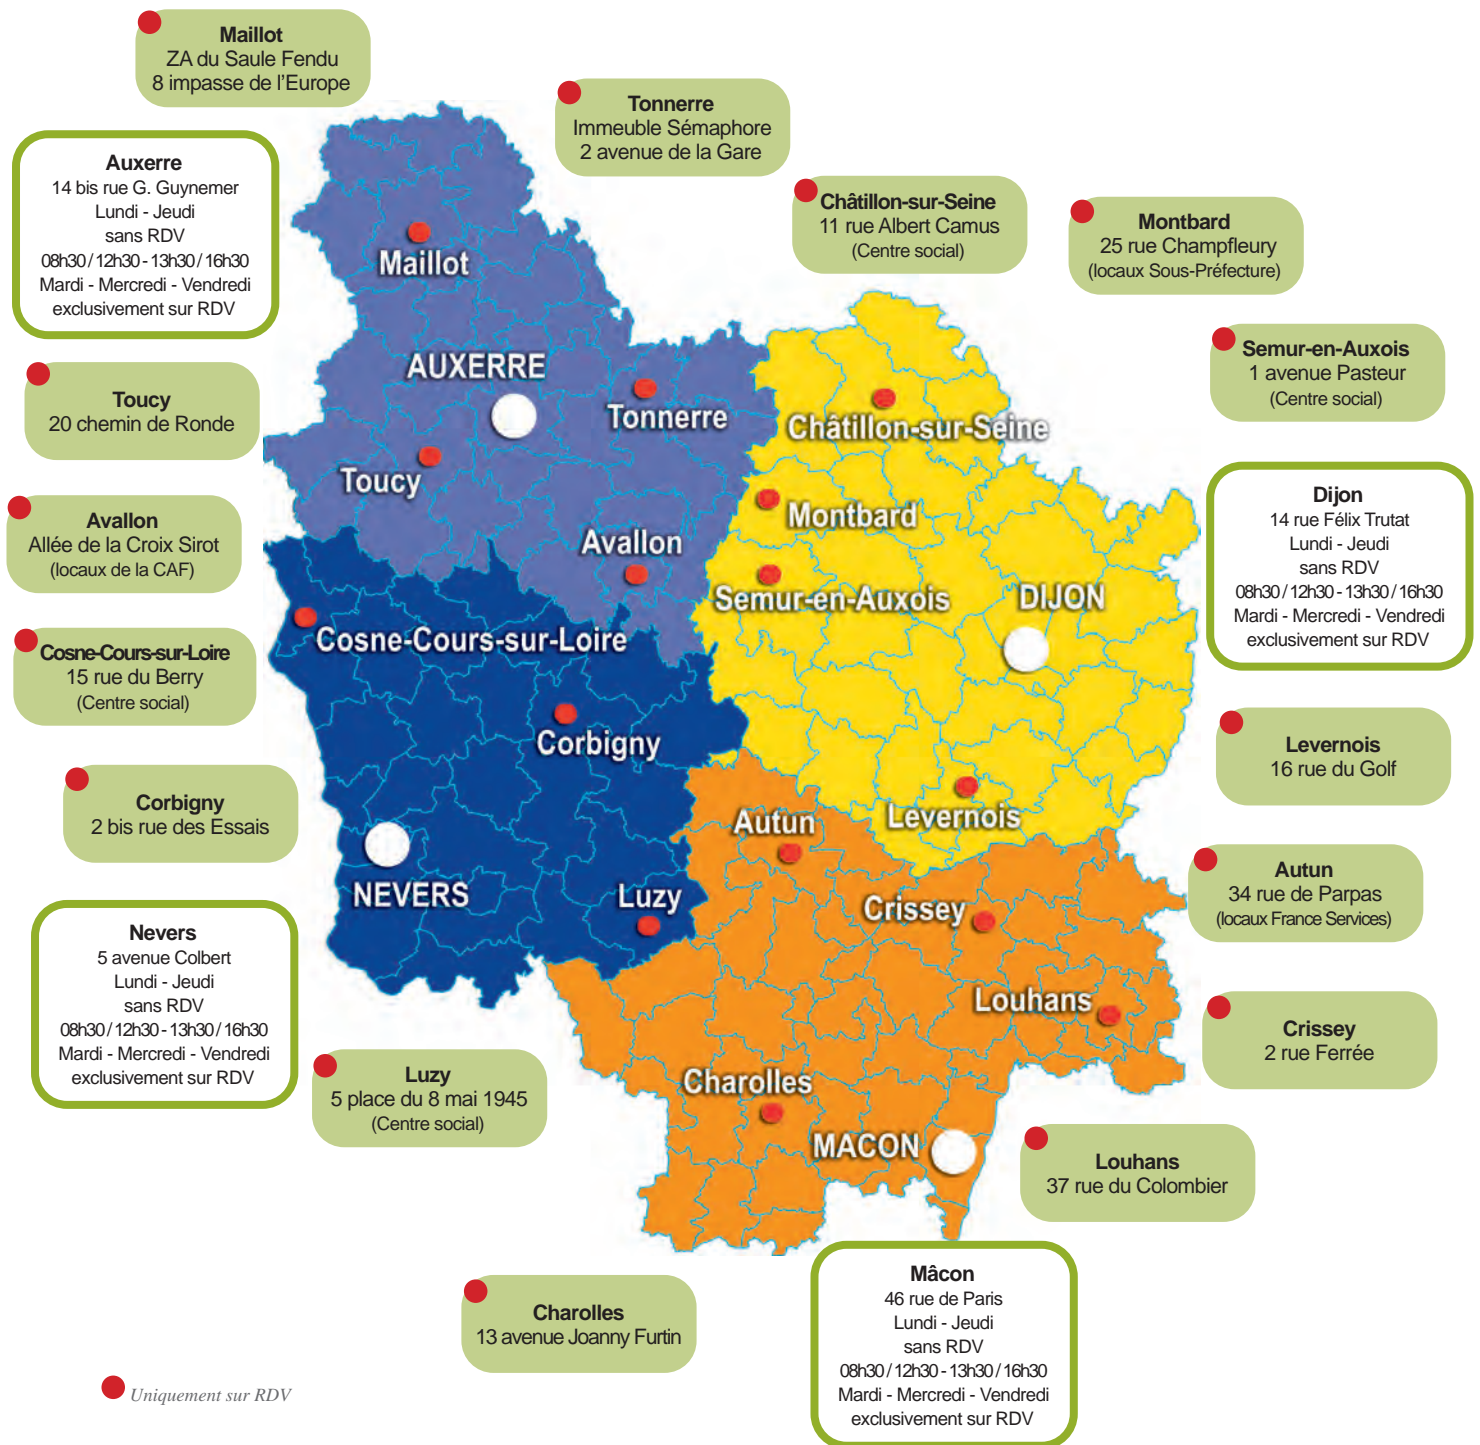 Maillot
ZA du Saule Fendu
8 impasse de l'Europe
Tonnerre
Immeuble Sémaphore
2 avenue de la Gare
Auxerre
14 bis rue G. Guynemer
Lundi - Jeudi
sans RDV
08h30 / 12h30 - 13h30 / 16h30
Mardi - Mercredi - Vendredi
exclusivement sur RDV
Châtillon-sur-Seine
11 rue Albert Camus
(Centre social)
Montbard
25 rue Champfleury
(locaux Sous-Préfecture)
Semur-en-Auxois
1 avenue Pasteur
(Centre social)
Toucy
20 chemin de Ronde
Avallon
Allée de la Croix Sirot
(locaux de la CAF)
Dijon
14 rue Félix Trutat
Lundi - Jeudi
sans RDV
08h30 / 12h30 - 13h30 / 16h30
Mardi - Mercredi - Vendredi
exclusivement sur RDV
Cosne-Cours-sur-Loire
15 rue du Berry
(Centre social)
Levernois
16 rue du Golf
Corbigny
2 bis rue des Essais
Autun
34 rue de Parpas
(locaux France Services)
Nevers
5 avenue Colbert
Lundi - Jeudi
sans RDV
08h30 / 12h30 - 13h30 / 16h30
Mardi - Mercredi - Vendredi
exclusivement sur RDV
Crissey
2 rue Ferrée
Luzy
5 place du 8 mai 1945
(Centre social)
Louhans
37 rue du Colombier
Charolles
13 avenue Joanny Furtin
Mâcon
46 rue de Paris
Lundi - Jeudi
sans RDV
08h30 / 12h30 - 13h30 / 16h30
Mardi - Mercredi - Vendredi
exclusivement sur RDV
Maillot
AUXERRE
Tonnerre
Châtillon-sur-Seine
Toucy
Montbard
Avallon
Semur-en-Auxois
DIJON
Cosne-Cours-sur-Loire
Corbigny
Levernois
Autun
NEVERS
Luzy
Crissey
Louhans
Charolles
MACON
Uniquement sur RDV